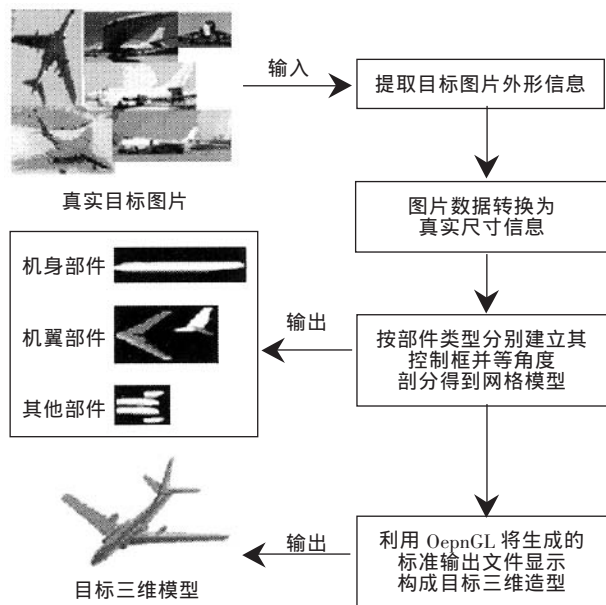 输入
提取目标图片外形信息
真实目标图片
图片数据转换为
真实尺寸信息
机身部件
机翼部件
其他部件
输出
按部件类型分别建立其
控制框并等角度
剖分得到网格模型
输出
利用 OepnGL 将生成的
标准输出文件显示
构成目标三维造型
目标三维模型